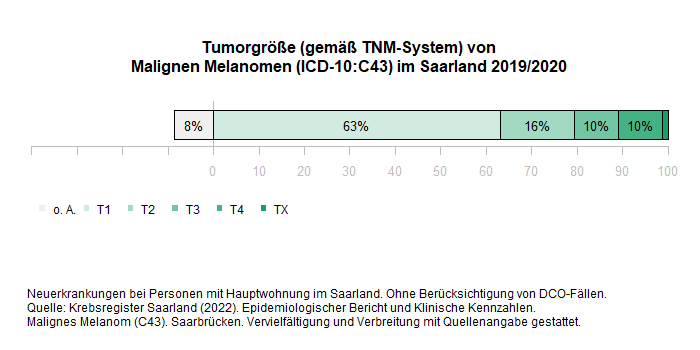 Tumorgröße (gemäß TNM-System) von
Malignen Melanomen (ICD-10:C43) im Saarland 2019/2020
8% 63% 16% 10% 10%
0 10 20 30 40 50 60 70 80 90 100
o. A. T1 T2 T3 T4 TX
Neuerkrankungen bei Personen mit Hauptwohnung im Saarland. Ohne Berücksichtigung von DCO-Fällen.
Quelle: Krebsregister Saarland (2022). Epidemiologischer Bericht und Klinische Kennzahlen.
Malignes Melanom (C43). Saarbrücken. Vervielfältigung und Verbreitung mit Quellenangabe gestattet.